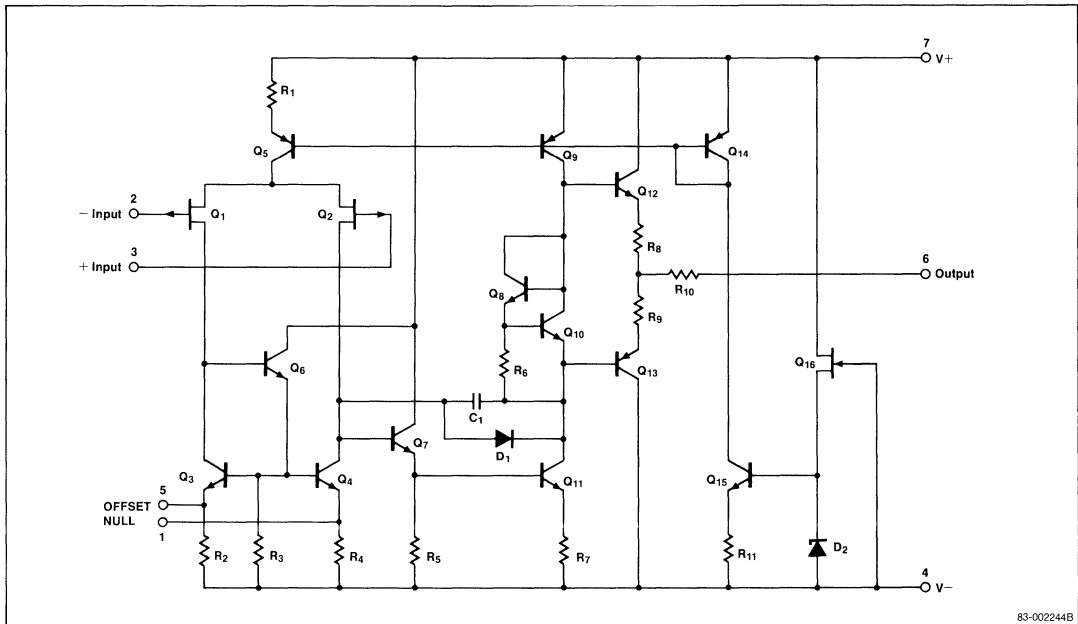 7
V+
R1
Q5
Q9
Q14
2
− Input
Q1
Q2
Q12
3
+ Input
R8
6
Output
R10
Q8
Q10
R9
Q16
Q6
R6
Q13
C1
Q7
D1
Q3
Q4
Q11
Q15
5
OFFSET
NULL
1
R2
R3
R4
R5
R7
R11
D2
4
V−
83-002244B